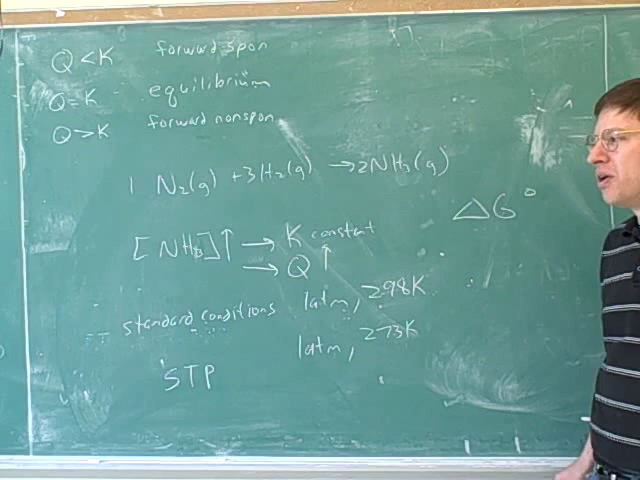 Q < K forward spon
Q = K equilibrium
Q > K forward nonspon
1 N₂(g) + 3H₂(g) → 2NH₃(g)
ΔG°
[NH₃]↑ → K constant
→ Q↑
standard conditions 1atm, 298K
STP 1atm, 273K